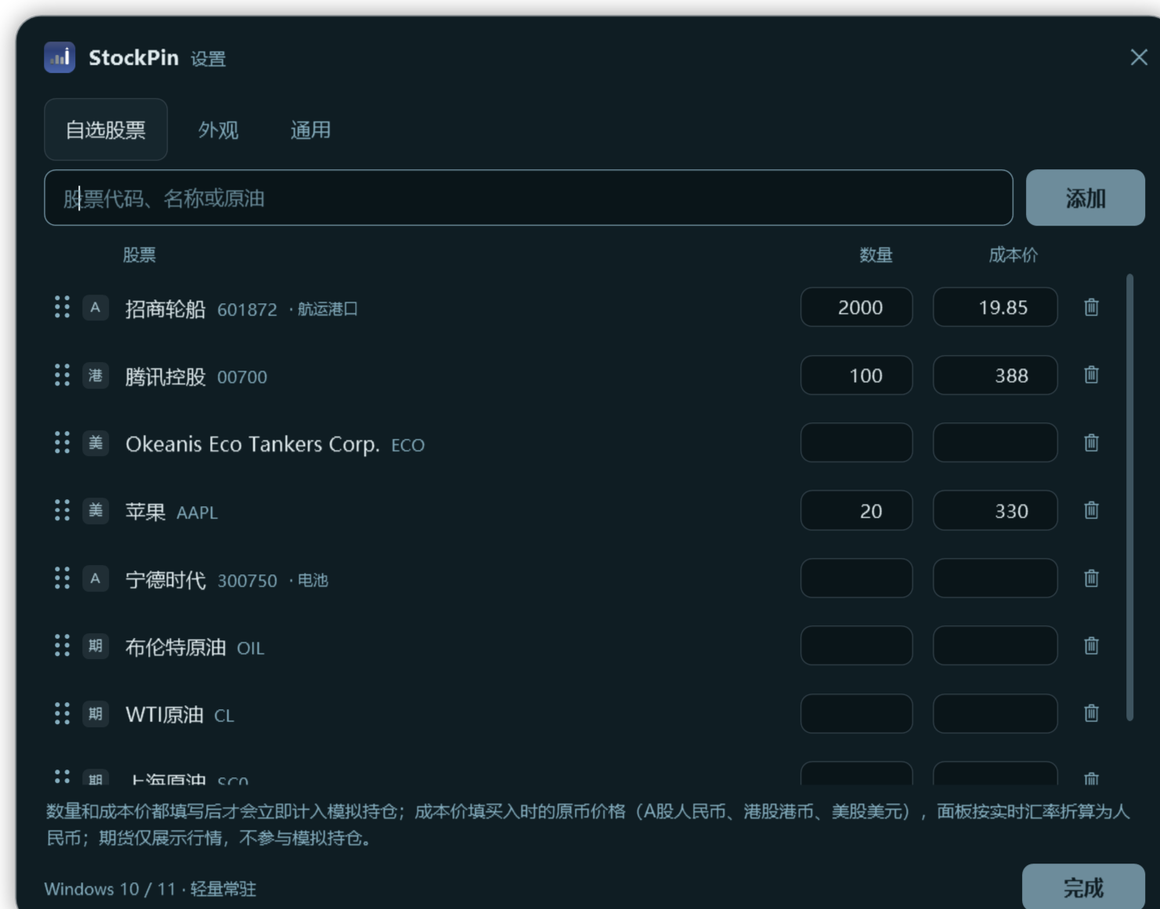 StockPin 设置
自选股票 外观 通用
股票代码、名称或原油 添加
股票 数量 成本价
A 招商轮船 601872 · 航运港口 2000 19.85
港 腾讯控股 00700 100 388
美 Okeanis Eco Tankers Corp. ECO
美 苹果 AAPL 20 330
A 宁德时代 300750 · 电池
期 布伦特原油 OIL
期 WTI原油 CL
期 上海原油 SC0
数量和成本价都填写后才会立即计入模拟持仓；成本价填买入时的原币价格（A股人民币、港股港币、美股美元），面板按实时汇率折算为人
民币；期货仅展示行情，不参与模拟持仓。
Windows 10 / 11 · 轻量常驻 完成